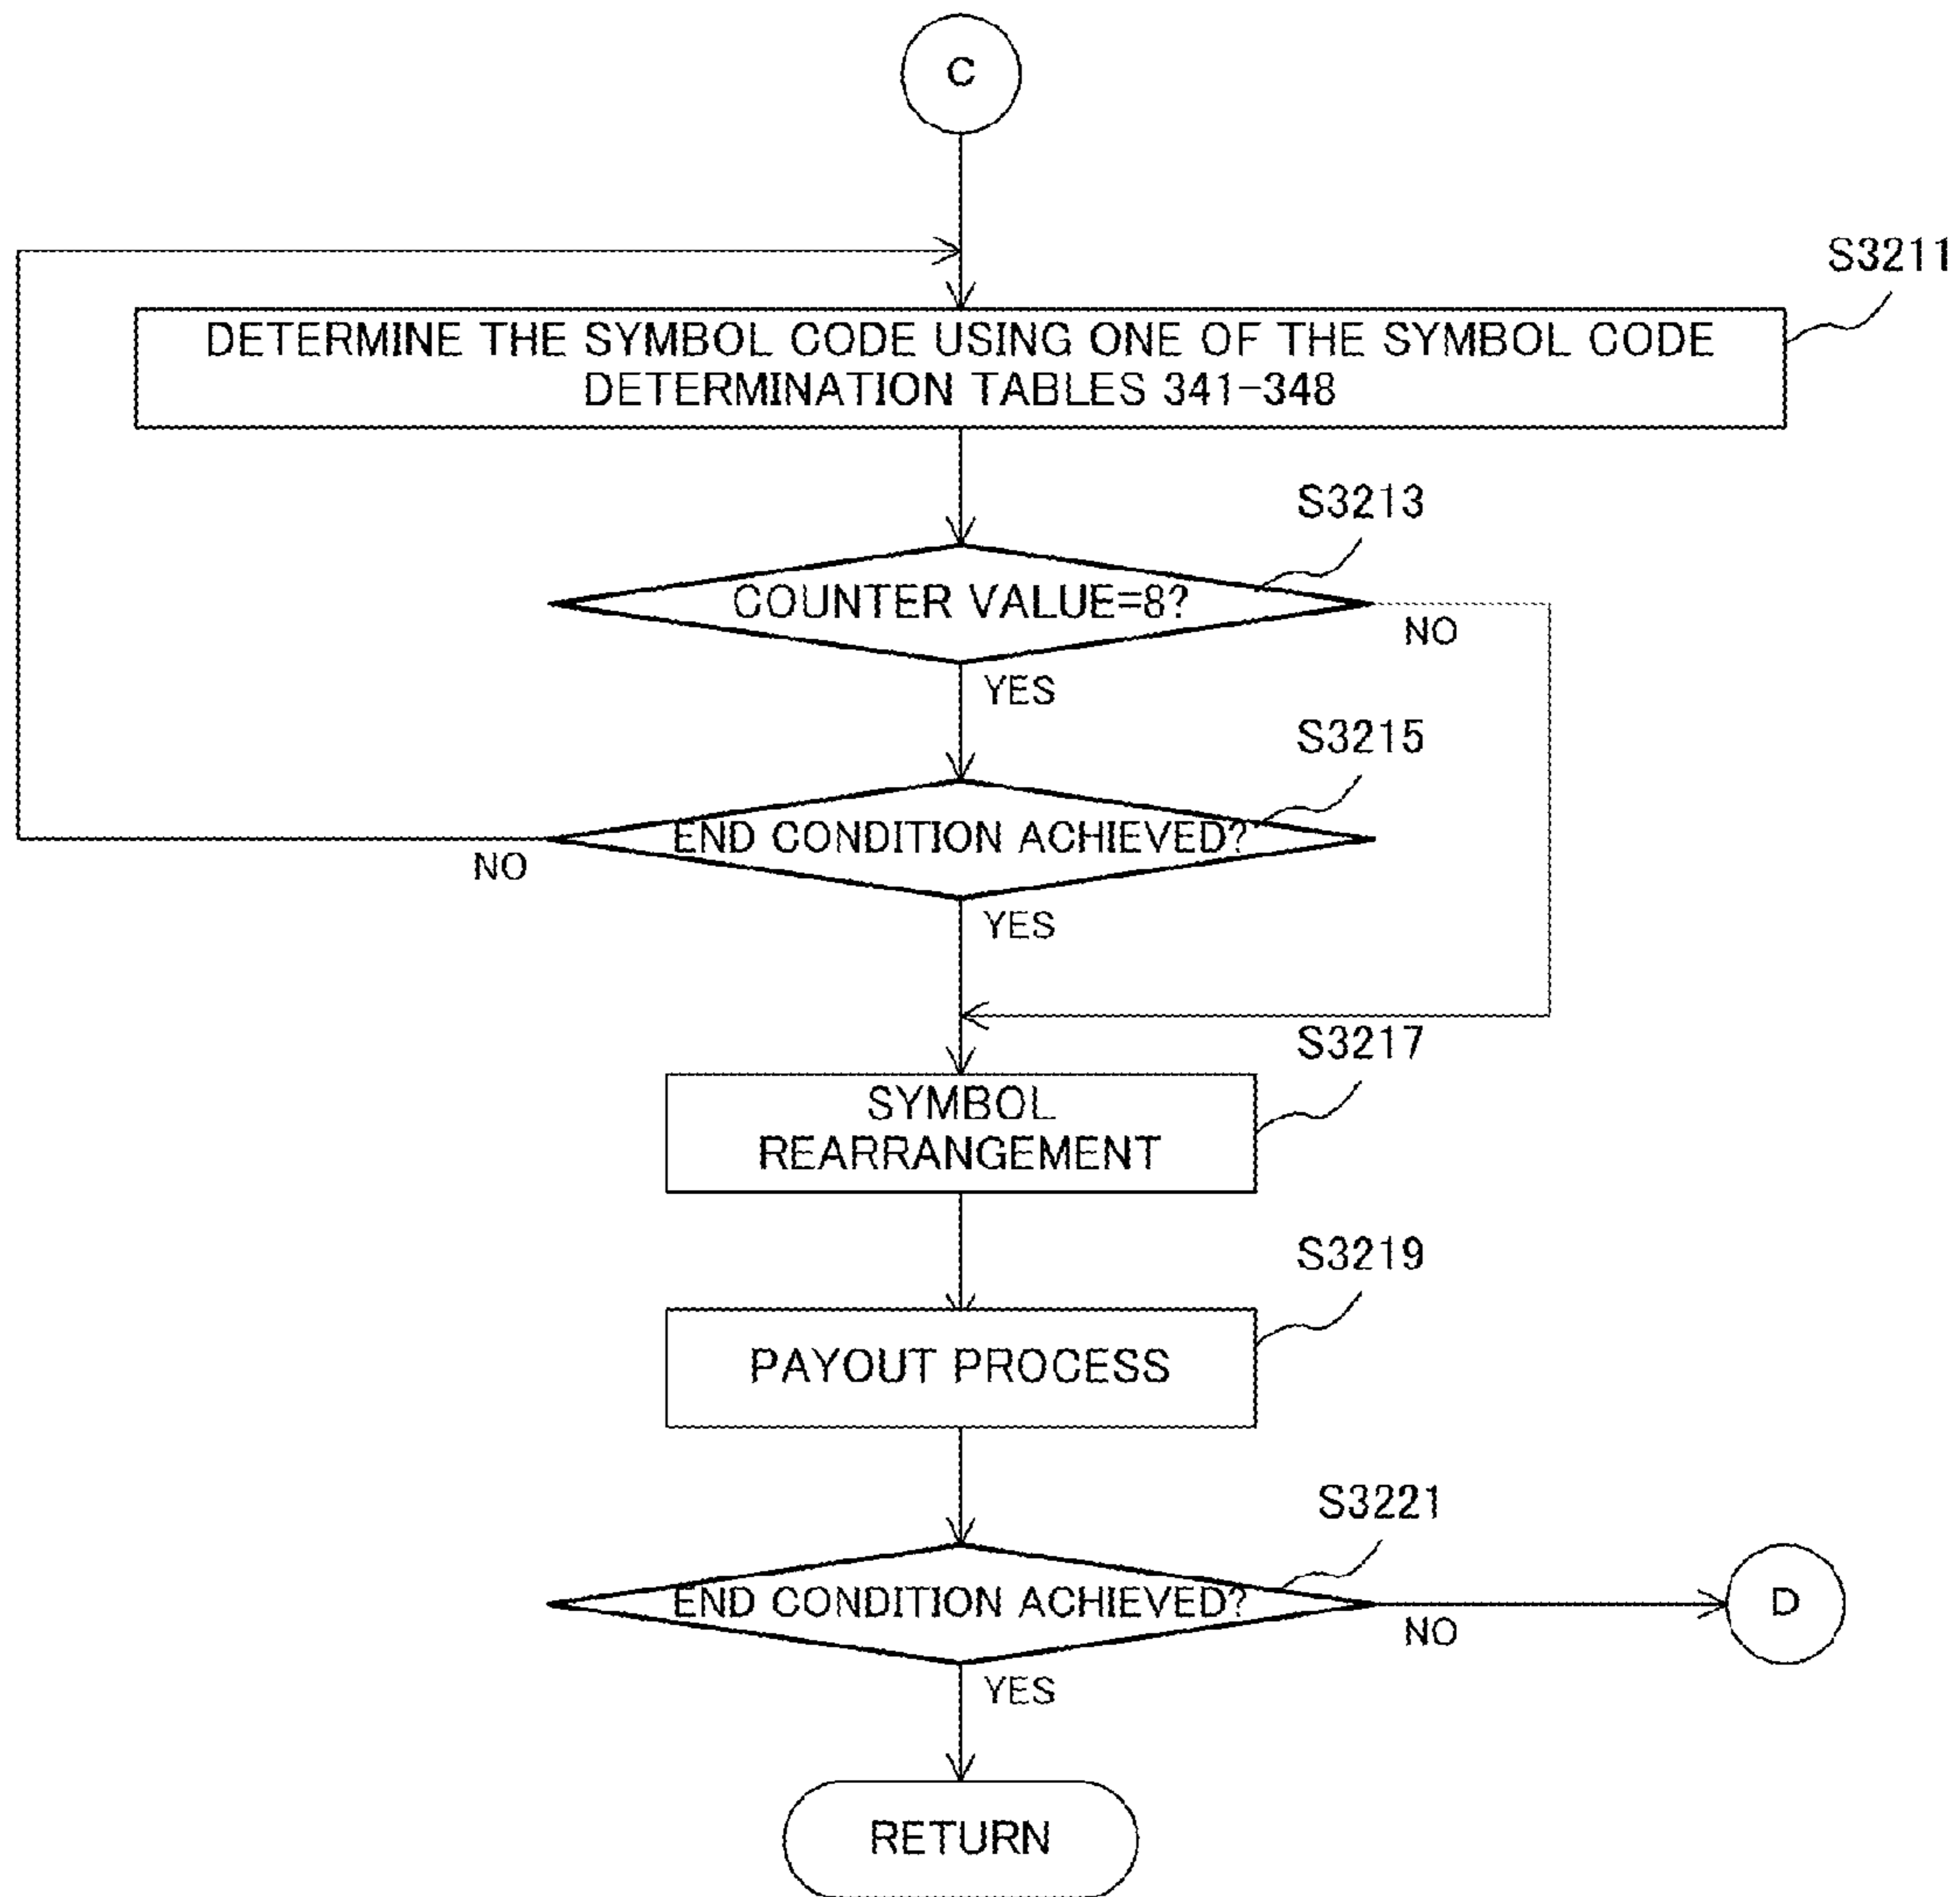 C
S3211
DETERMINE THE SYMBOL CODE USING ONE OF THE SYMBOL CODE
DETERMINATION TABLES 341-348
S3213
COUNTER VALUE=8?
NO
YES
S3215
END CONDITION ACHIEVED?
NO
YES
S3217
SYMBOL
REARRANGEMENT
S3219
PAYOUT PROCESS
S3221
END CONDITION ACHIEVED?
D
NO
YES
RETURN